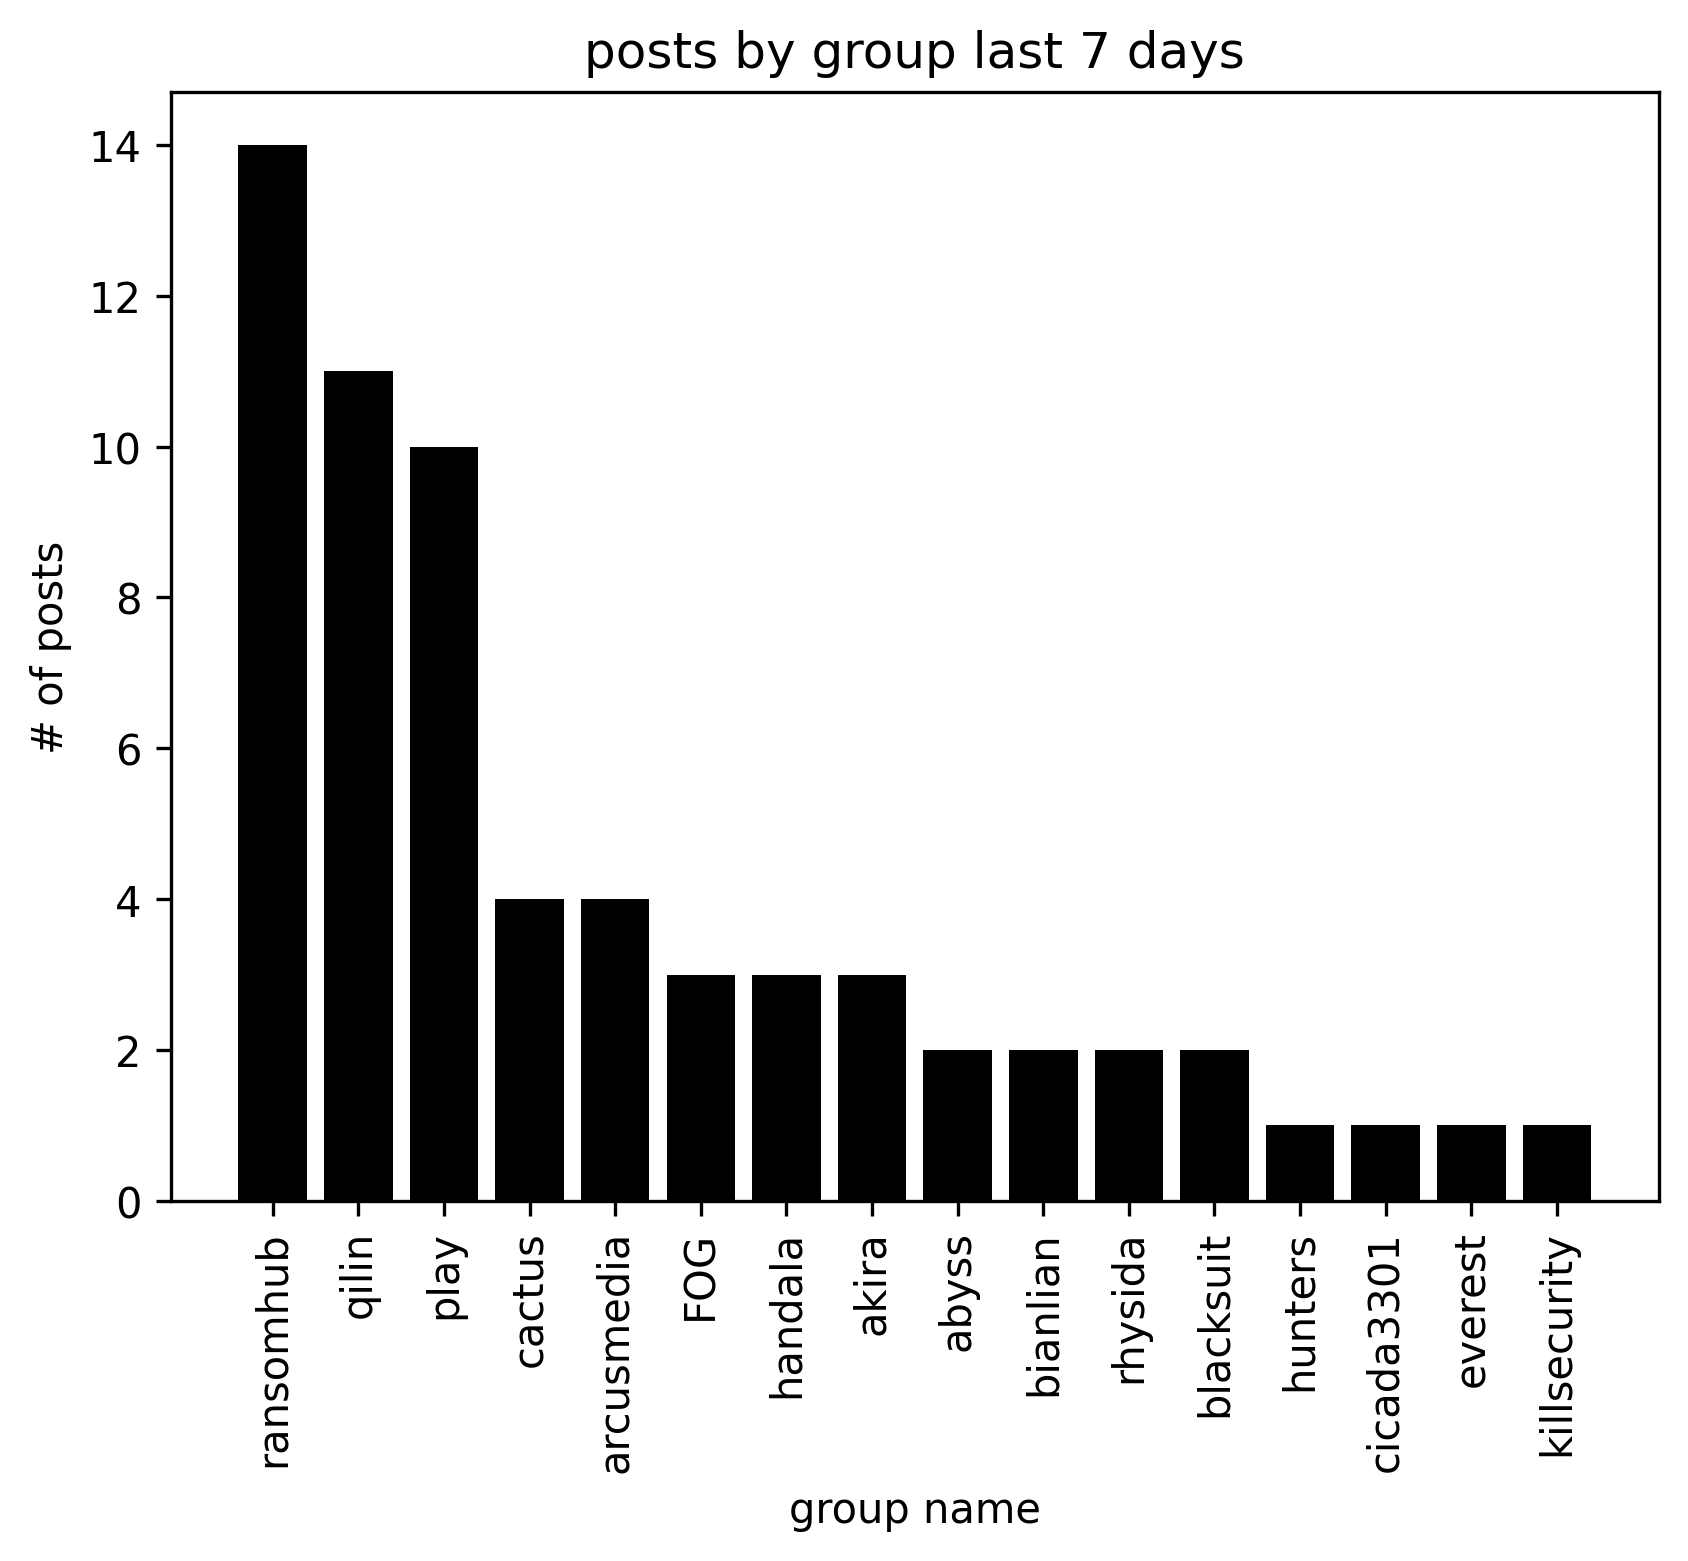 posts by group last 7 days
14
12
10
8
6
4
2
0
# of posts
ransomhub
qilin
play
cactus
arcusmedia
FOG
handala
akira
abyss
bianlian
rhysida
blacksuit
hunters
cicada3301
everest
killsecurity
group name